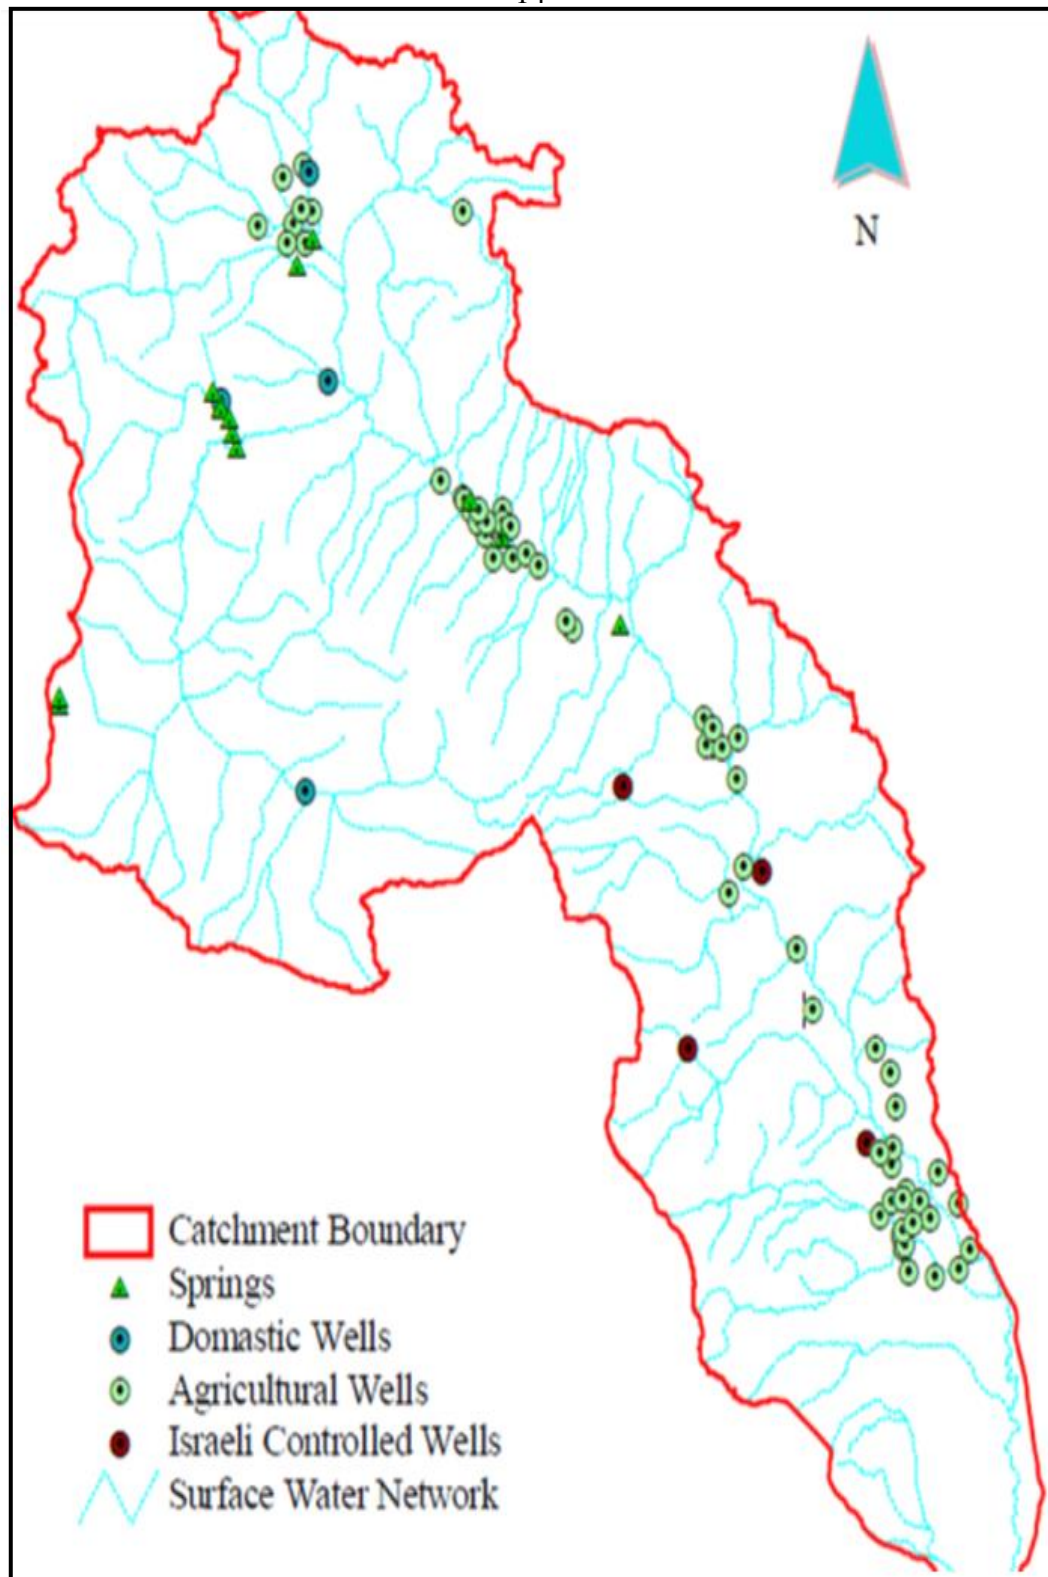 N
Catchment Boundary
Springs
Domastic Wells
Agricultural Wells
Israeli Controlled Wells
Surface Water Network